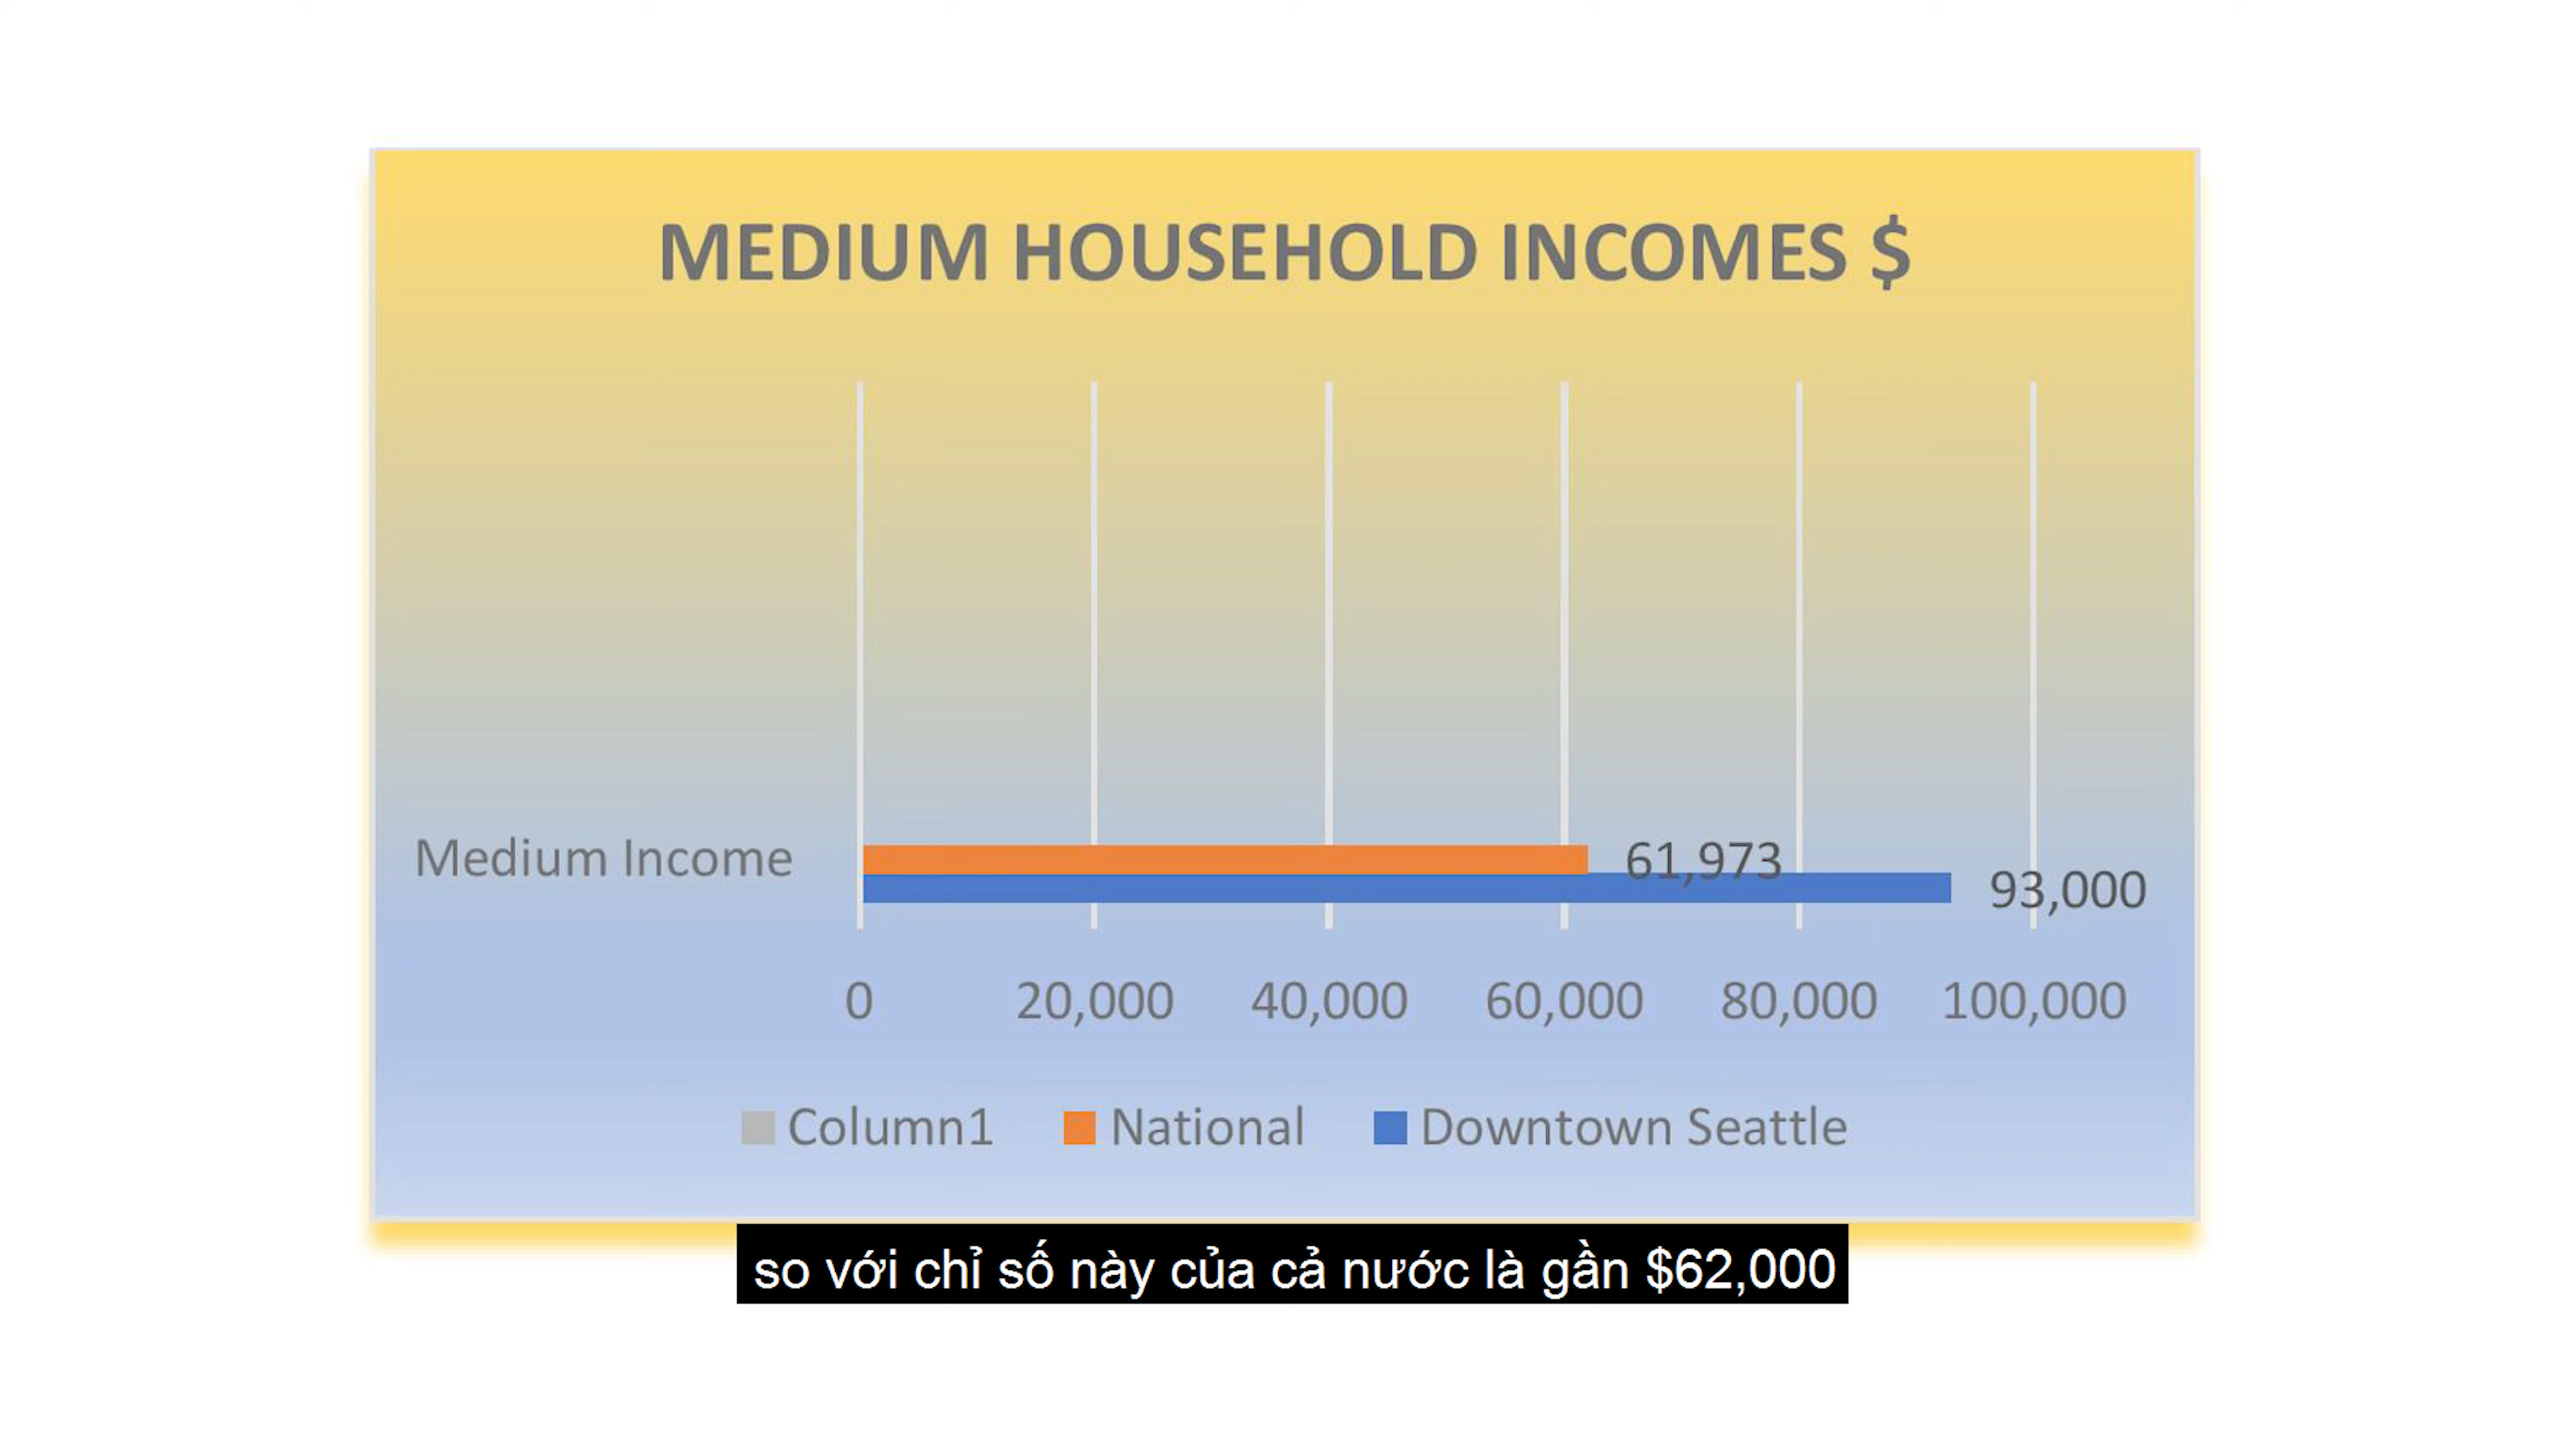 MEDIUM HOUSEHOLD INCOMES $
Medium Income
61,973
93,000
0 20,000 40,000 60,000 80,000 100,000
Column1 National Downtown Seattle
so với chỉ số này của cả nước là gần $62,000